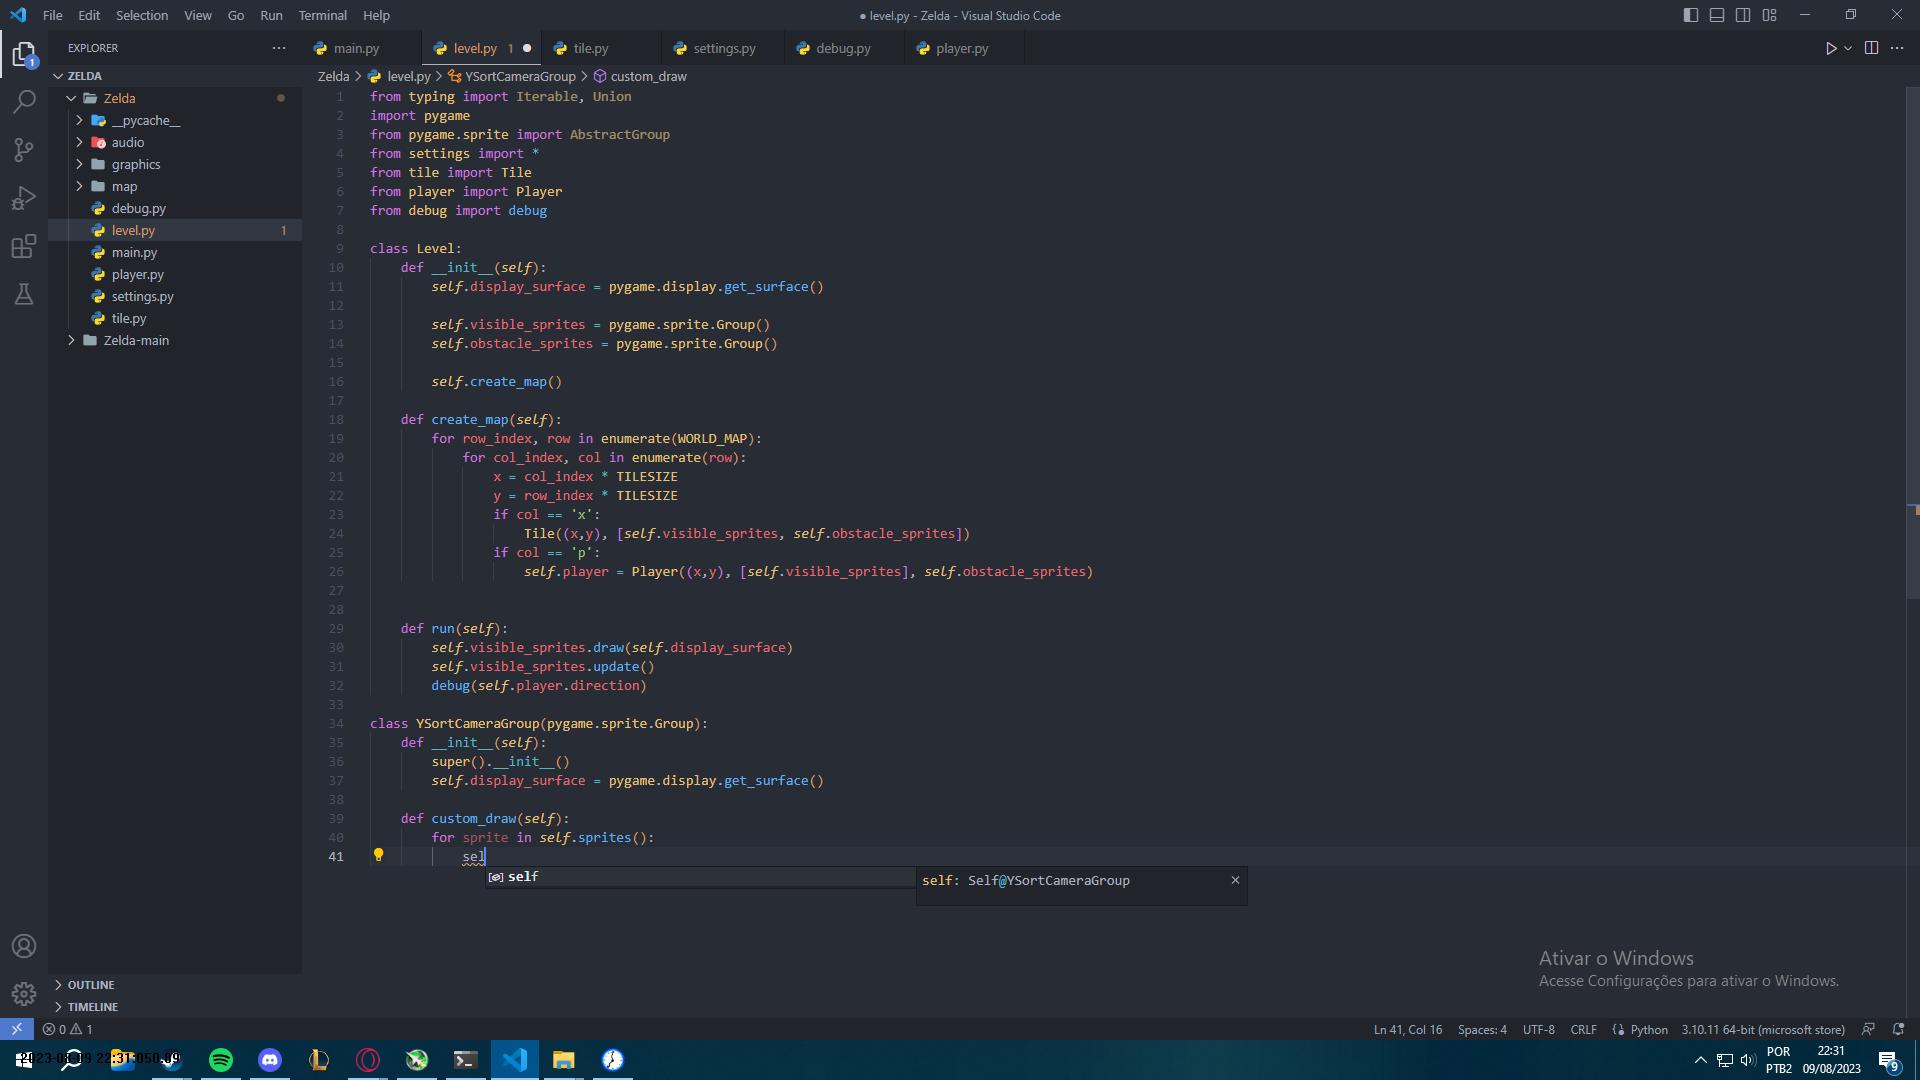 File Edit Selection View Go Run Terminal Help
● level.py - Zelda - Visual Studio Code
EXPLORER
main.py
level.py 1
tile.py
settings.py
debug.py
player.py
1
ZELDA
Zelda
__pycache__
audio
graphics
map
debug.py
level.py 1
main.py
player.py
settings.py
tile.py
Zelda-main
OUTLINE
TIMELINE
Zelda > level.py > YSortCameraGroup > custom_draw
1 from typing import Iterable, Union
2 import pygame
3 from pygame.sprite import AbstractGroup
4 from settings import *
5 from tile import Tile
6 from player import Player
7 from debug import debug
8
9 class Level:
10     def __init__(self):
11         self.display_surface = pygame.display.get_surface()
12
13         self.visible_sprites = pygame.sprite.Group()
14         self.obstacle_sprites = pygame.sprite.Group()
15
16         self.create_map()
17
18     def create_map(self):
19         for row_index, row in enumerate(WORLD_MAP):
20             for col_index, col in enumerate(row):
21                 x = col_index * TILESIZE
22                 y = row_index * TILESIZE
23                 if col == 'x':
24                     Tile((x,y), [self.visible_sprites, self.obstacle_sprites])
25                 if col == 'p':
26                     self.player = Player((x,y), [self.visible_sprites], self.obstacle_sprites)
27
28
29     def run(self):
30         self.visible_sprites.draw(self.display_surface)
31         self.visible_sprites.update()
32         debug(self.player.direction)
33
34 class YSortCameraGroup(pygame.sprite.Group):
35     def __init__(self):
36         super().__init__()
37         self.display_surface = pygame.display.get_surface()
38
39     def custom_draw(self):
40         for sprite in self.sprites():
41             sel
self
self: Self@YSortCameraGroup
Ativar o Windows
Acesse Configurações para ativar o Windows.
0 1
Ln 41, Col 16 Spaces: 4 UTF-8 CRLF Python 3.10.11 64-bit (microsoft store)
POR
PTB2
22:31
09/08/2023
9